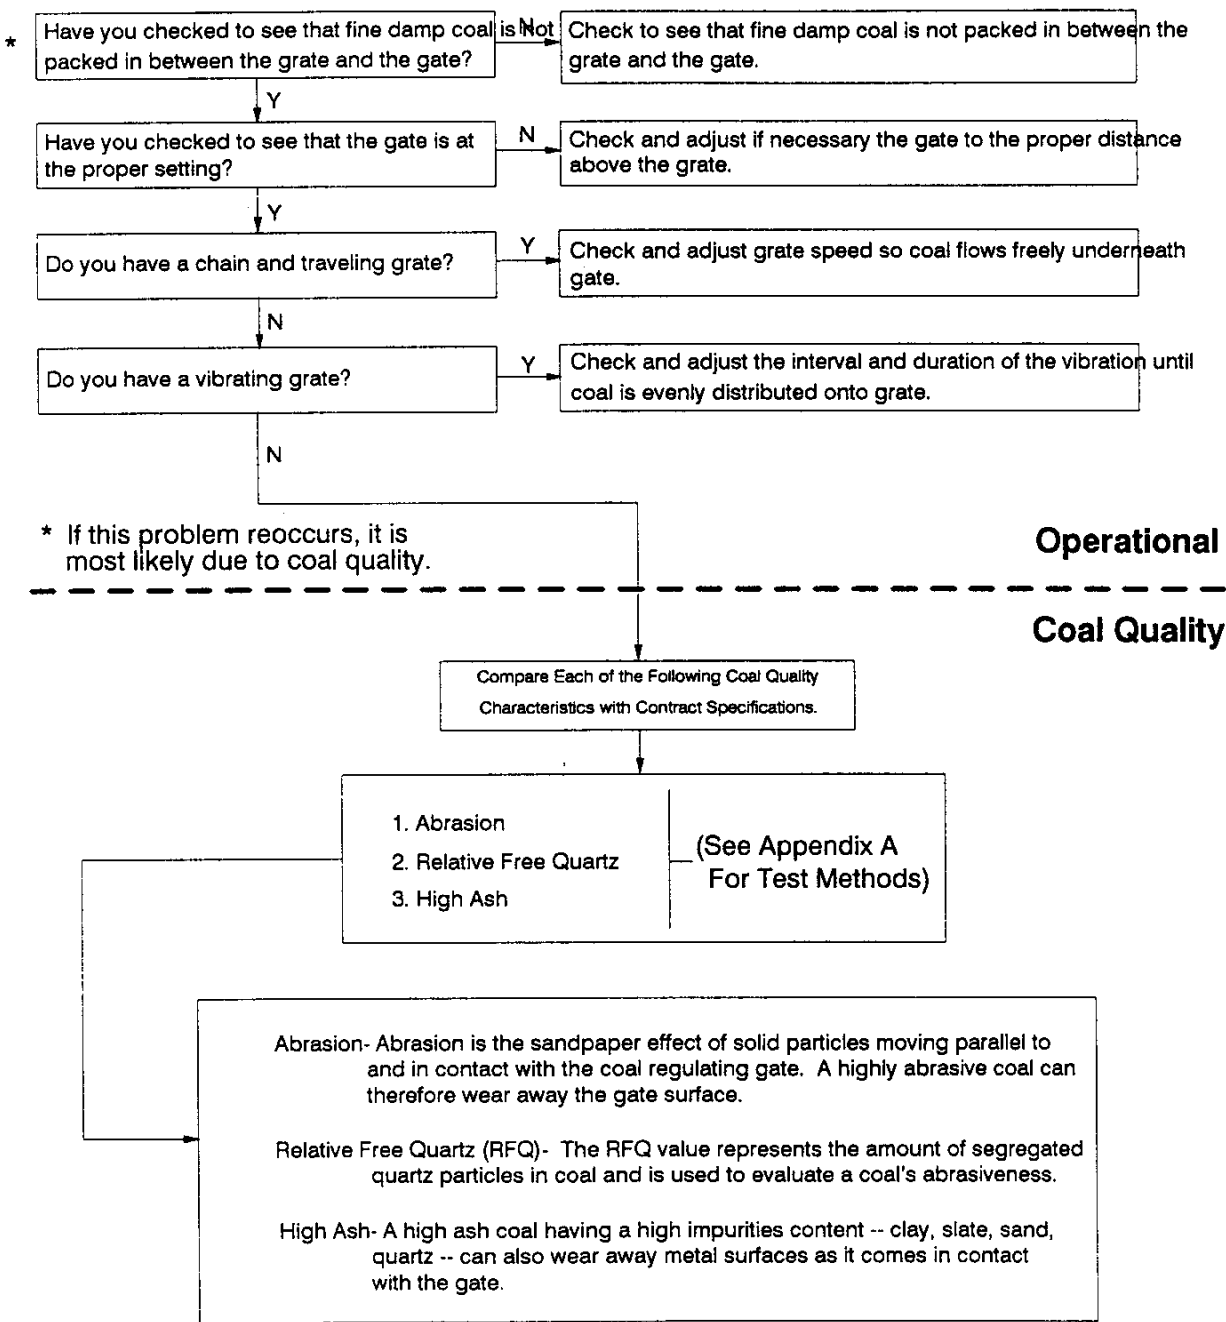 * Have you checked to see that fine damp coal is Not
packed in between the grate and the gate?
N
Check to see that fine damp coal is not packed in between the
grate and the gate.
Y
Have you checked to see that the gate is at
the proper setting?
N
Check and adjust if necessary the gate to the proper distance
above the grate.
Y
Do you have a chain and traveling grate?
Y
Check and adjust grate speed so coal flows freely underneath
gate.
N
Do you have a vibrating grate?
Y
Check and adjust the interval and duration of the vibration until
coal is evenly distributed onto grate.
N
* If this problem reoccurs, it is
most likely due to coal quality.
Operational
Coal Quality
Compare Each of the Following Coal Quality
Characteristics with Contract Specifications.
1. Abrasion
2. Relative Free Quartz
3. High Ash
(See Appendix A
For Test Methods)
Abrasion- Abrasion is the sandpaper effect of solid particles moving parallel to
and in contact with the coal regulating gate. A highly abrasive coal can
therefore wear away the gate surface.
Relative Free Quartz (RFQ)- The RFQ value represents the amount of segregated
quartz particles in coal and is used to evaluate a coal's abrasiveness.
High Ash- A high ash coal having a high impurities content -- clay, slate, sand,
quartz -- can also wear away metal surfaces as it comes in contact
with the gate.